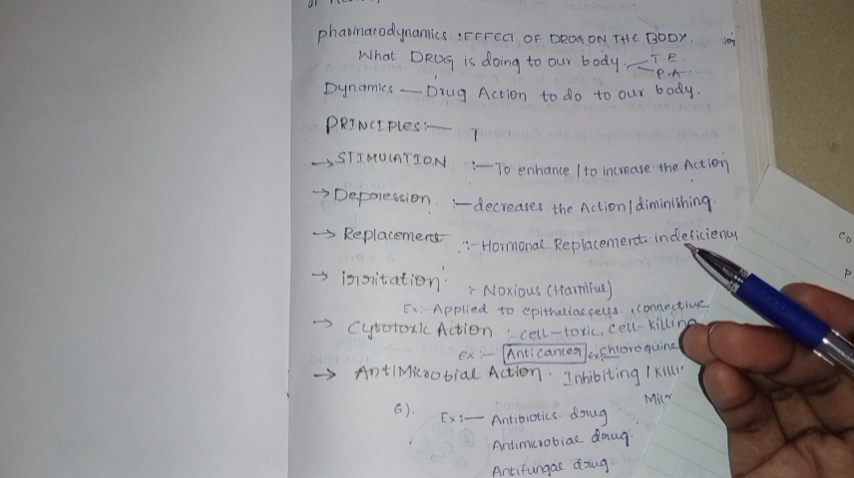 pharmacodynamics :EFFECT OF DRUG ON THE BODY.
What DRUG is doing to our body. T.E
P.A.
Dynamics — Drug Action to do to our body.
PRINCIPLES:—
→ STIMULATION :— To enhance / to increase the Action
→ Depression :— decreases the Action/diminishing.
→ Replacement :- Hormonal Replacement indeficiency
→ irritation :- Noxious (Harmful)
Ex:- Applied to epithelial cells, connective
→ Cytotoxic Action :- cell-toxic, cell-killing
Ex:- Anticancer ex chloroquine
→ AntiMicrobial Action. Inhibiting / killi
6).
Ex:— Antibiotics drug
Antimicrobial drug.
Antifungal drug